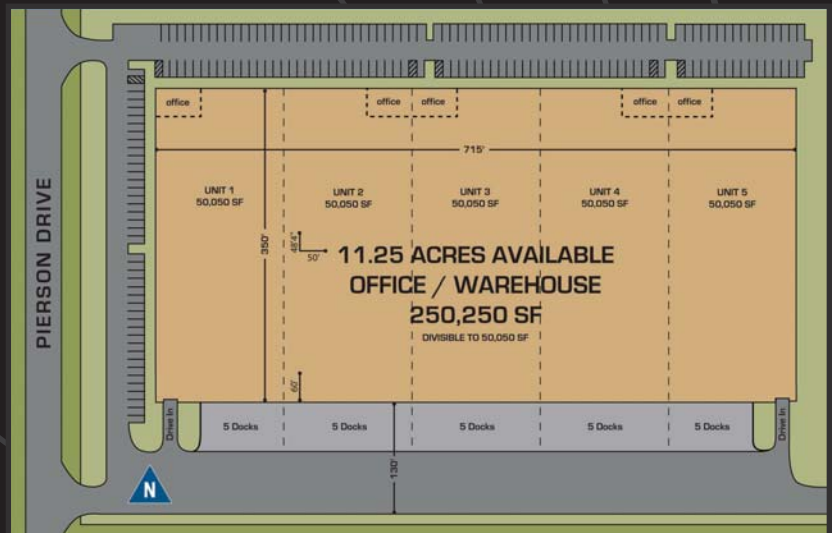 office
office
office
office
office
715'
UNIT 1
50,050 SF
UNIT 2
50,050 SF
UNIT 3
50,050 SF
UNIT 4
50,050 SF
UNIT 5
50,050 SF
PIERSON DRIVE
350'
48'4"
50'
11.25 ACRES AVAILABLE
OFFICE / WAREHOUSE
250,250 SF
DIVISIBLE TO 50,050 SF
60'
Drive In
5 Docks
5 Docks
5 Docks
5 Docks
5 Docks
Drive In
130'
N